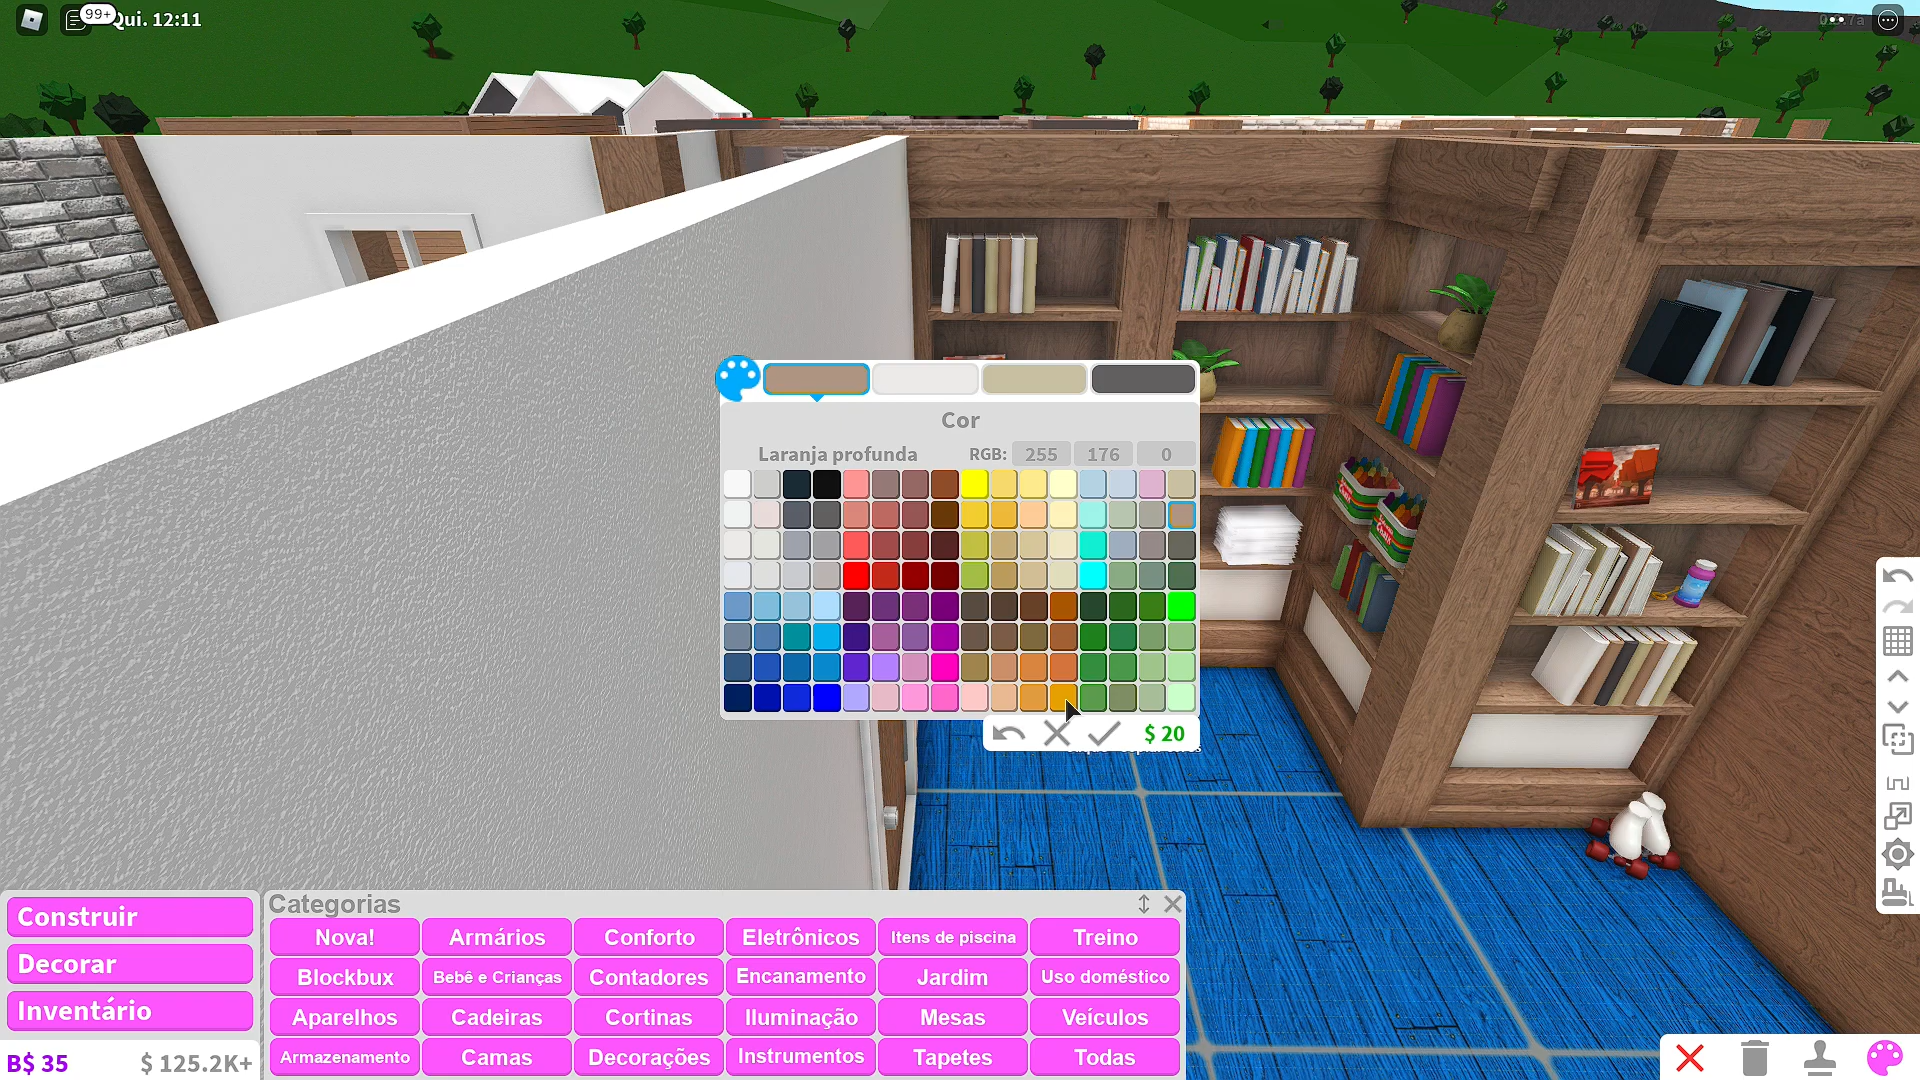 99+
Qui. 12:11
Cor
Laranja profunda
RGB: 255 176 0
$ 20
Construir
Decorar
Inventário
B$ 35
$ 125.2K+
Categorias
Nova!
Armários
Conforto
Eletrônicos
Itens de piscina
Treino
Blockbux
Bebê e Crianças
Contadores
Encanamento
Jardim
Uso doméstico
Aparelhos
Cadeiras
Cortinas
Iluminação
Mesas
Veículos
Armazenamento
Camas
Decorações
Instrumentos
Tapetes
Todas